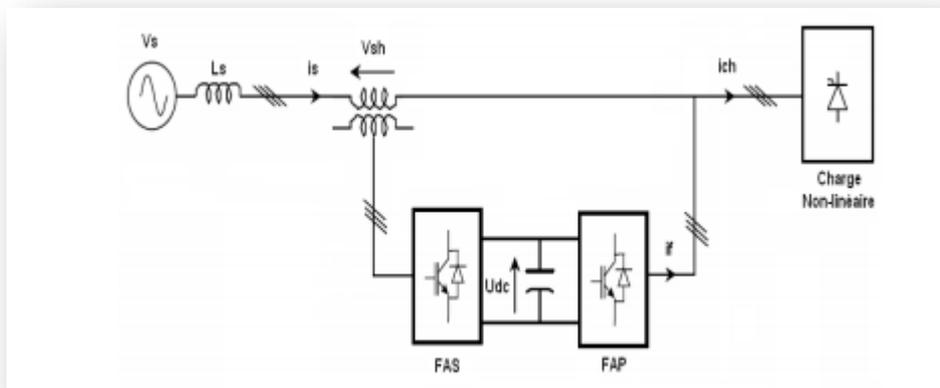 Vs
Ls
is
Vsh
ich
Charge
Non-linéaire
Udc
if
FAS
FAP